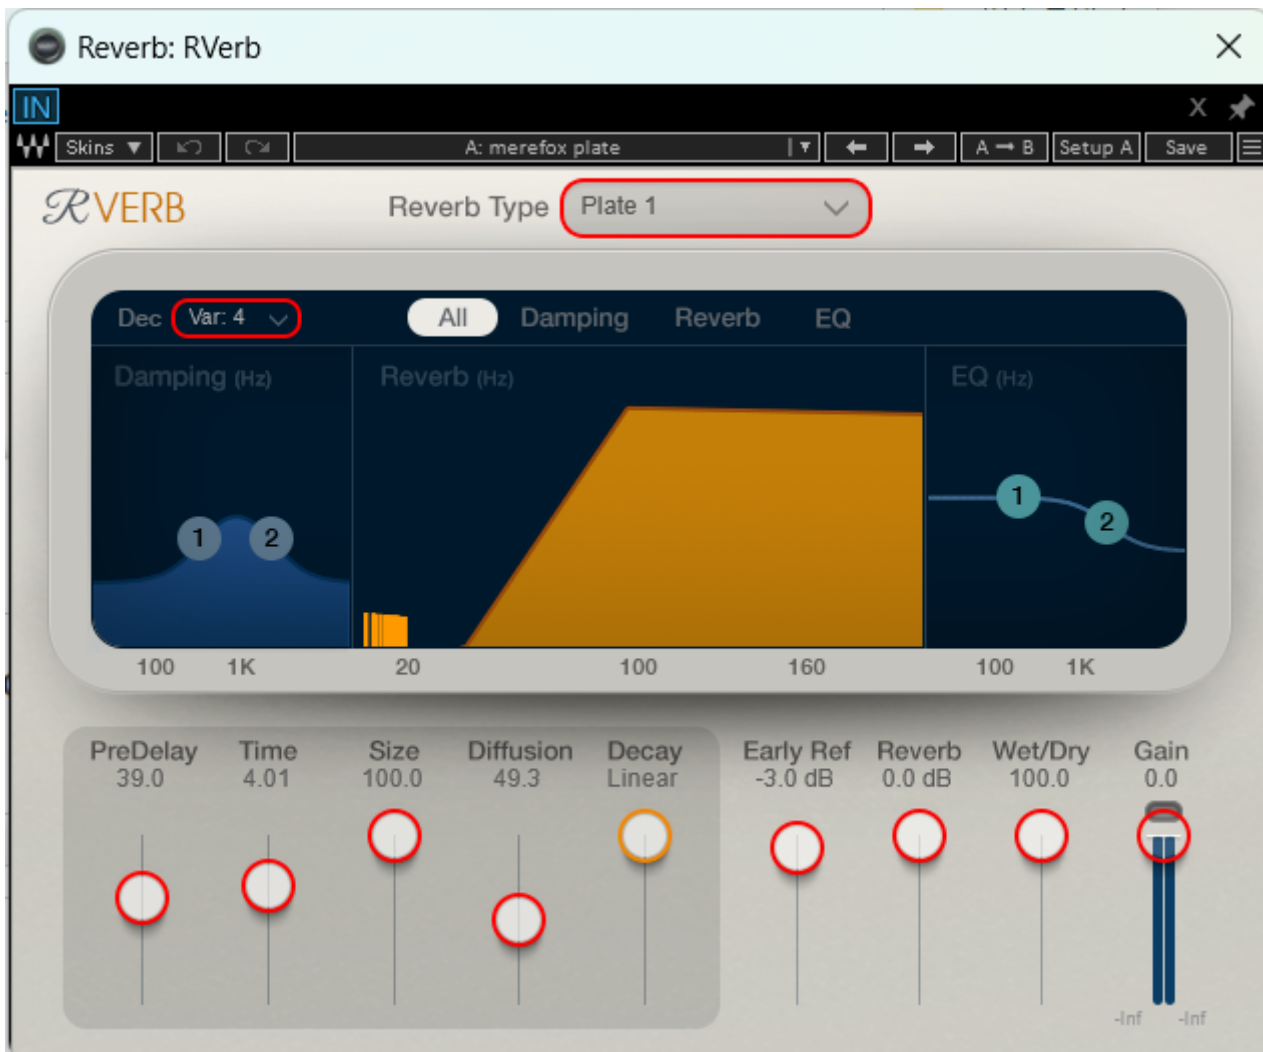 Reverb: RVerb
IN X
Skins A: merefox plate A → B Setup A Save
RVERB Reverb Type Plate 1
Dec Var: 4 All Damping Reverb EQ
Damping (Hz) Reverb (Hz) EQ (Hz)
1 2 1 2
100 1K 20 100 160 100 1K
PreDelay Time Size Diffusion Decay Early Ref Reverb Wet/Dry Gain
39.0 4.01 100.0 49.3 Linear -3.0 dB 0.0 dB 100.0 0.0
-Inf -Inf